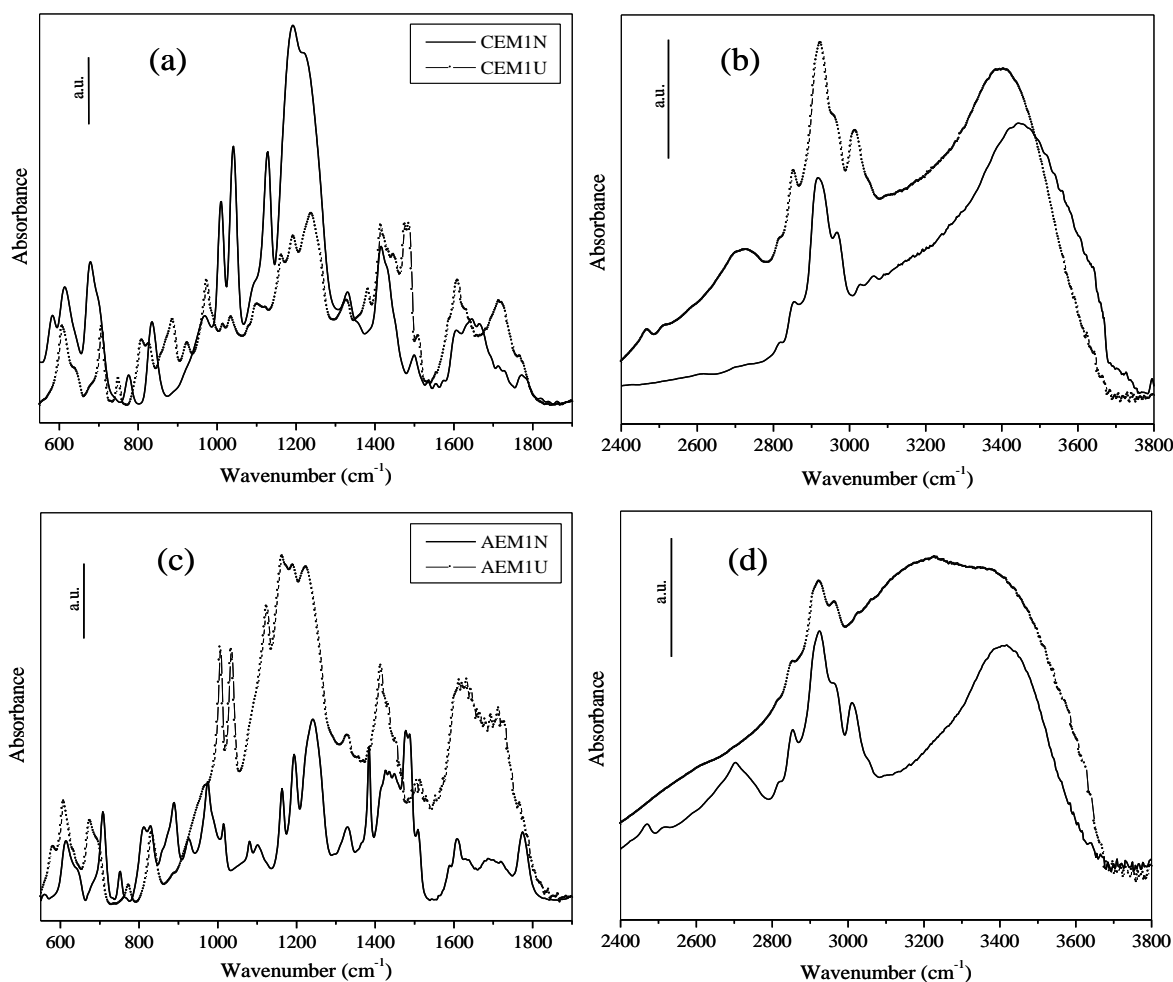 (a)
CEM1N
CEM1U
a.u.
Absorbance
600 800 1000 1200 1400 1600 1800
Wavenumber (cm-1)
(b)
a.u.
Absorbance
2400 2600 2800 3000 3200 3400 3600 3800
Wavenumber (cm-1)
(c)
AEM1N
AEM1U
a.u.
Absorbance
600 800 1000 1200 1400 1600 1800
Wavenumber (cm-1)
(d)
a.u.
Absorbance
2400 2600 2800 3000 3200 3400 3600 3800
Wavenumber (cm-1)